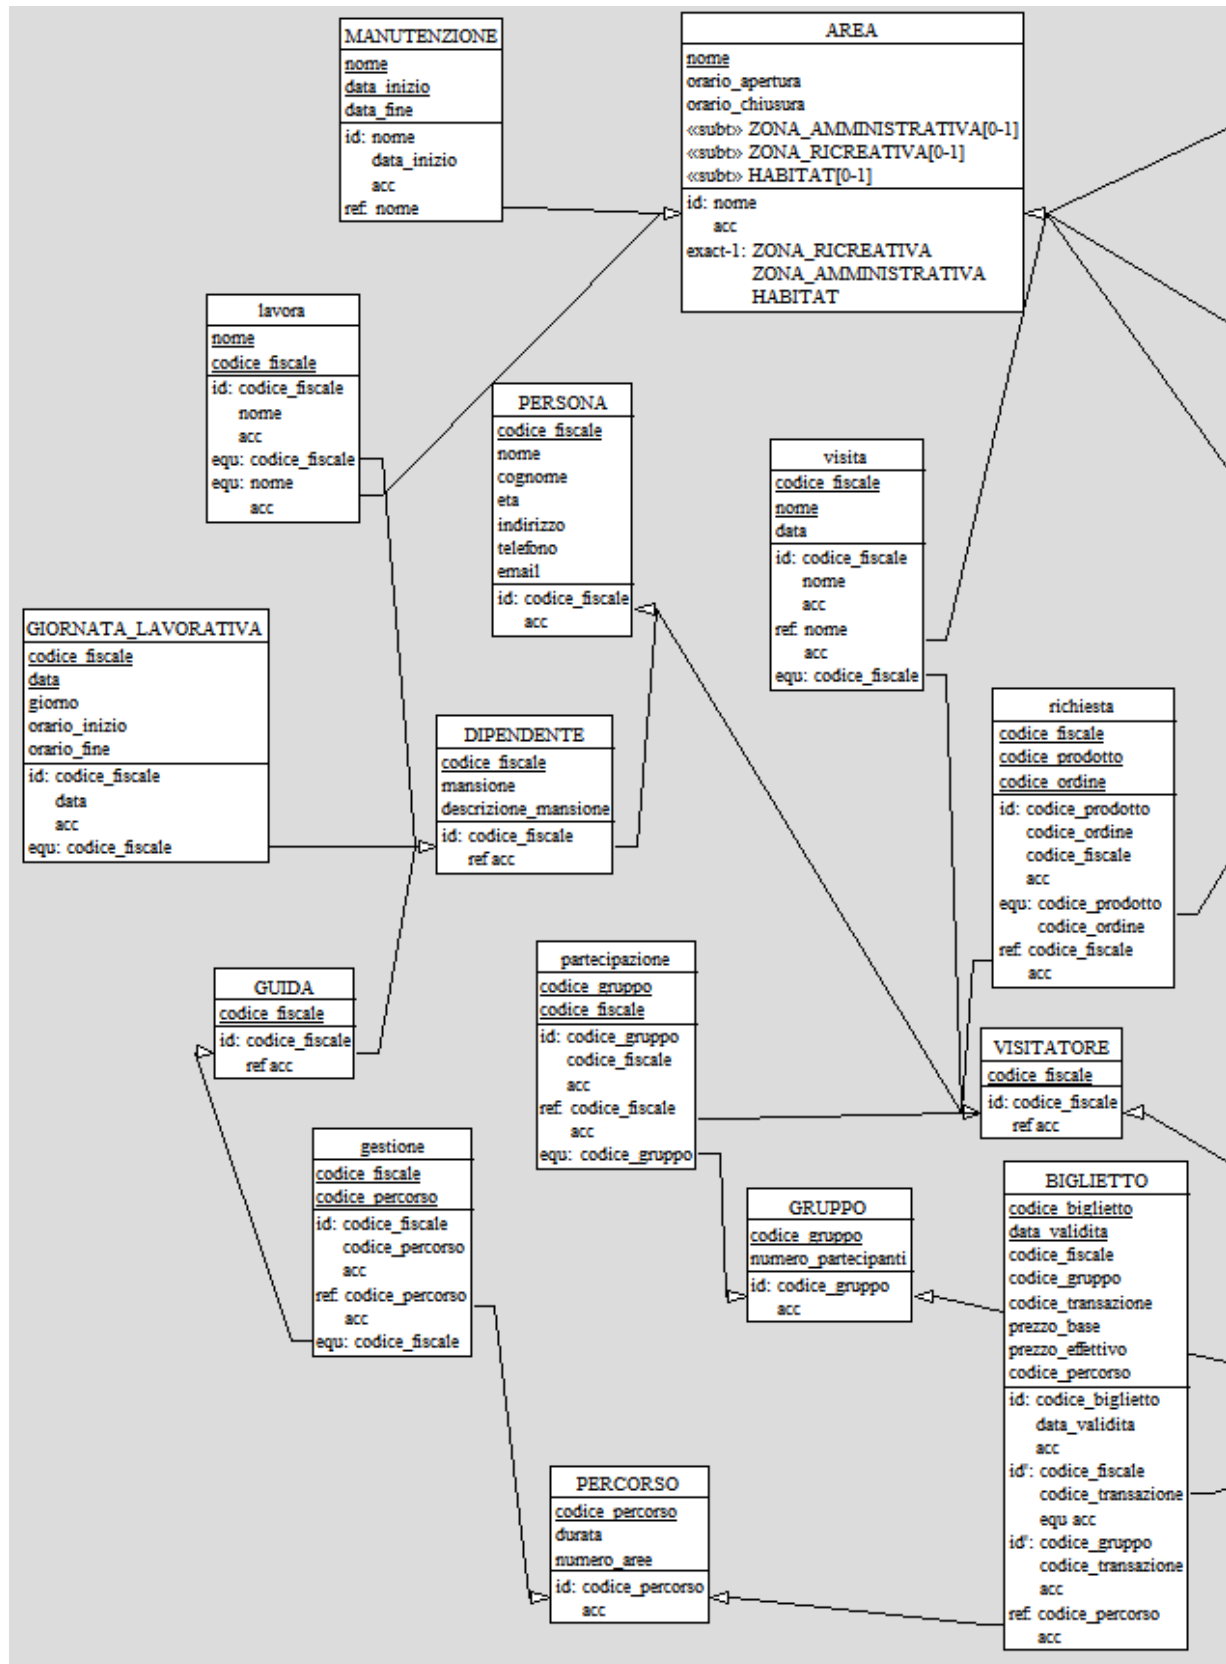 MANUTENZIONE
nome
data_inizio
data_fine
id: nome
data_inizio
acc
ref: nome
AREA
nome
orario_apertura
orario_chiusura
«subt» ZONA_AMMINISTRATIVA[0-1]
«subt» ZONA_RICREATIVA[0-1]
«subt» HABITAT[0-1]
id: nome
acc
exact-1: ZONA_RICREATIVA
ZONA_AMMINISTRATIVA
HABITAT
lavora
nome
codice_fiscale
id: codice_fiscale
nome
acc
equ: codice_fiscale
equ: nome
acc
PERSONA
codice_fiscale
nome
cognome
eta
indirizzo
telefono
email
id: codice_fiscale
acc
visita
codice_fiscale
nome
data
id: codice_fiscale
nome
acc
ref: nome
acc
equ: codice_fiscale
GIORNATA_LAVORATIVA
codice_fiscale
data
giorno
orario_inizio
orario_fine
id: codice_fiscale
data
acc
equ: codice_fiscale
DIPENDENTE
codice_fiscale
mansione
descrizione_mansione
id: codice_fiscale
ref acc
richiesta
codice_fiscale
codice_prodotto
codice_ordine
id: codice_prodotto
codice_ordine
codice_fiscale
acc
equ: codice_prodotto
codice_ordine
ref: codice_fiscale
acc
GUIDA
codice_fiscale
id: codice_fiscale
ref acc
partecipazione
codice_gruppo
codice_fiscale
id: codice_gruppo
codice_fiscale
acc
ref: codice_fiscale
acc
equ: codice_gruppo
VISITATORE
codice_fiscale
id: codice_fiscale
ref acc
gestione
codice_fiscale
codice_percorso
id: codice_fiscale
codice_percorso
acc
ref: codice_percorso
acc
equ: codice_fiscale
GRUPPO
codice_gruppo
numero_partecipanti
id: codice_gruppo
acc
BIGLIETTO
codice_biglietto
data_validita
codice_fiscale
codice_gruppo
codice_transazione
prezzo_base
prezzo_effettivo
codice_percorso
id: codice_biglietto
data_validita
acc
id': codice_fiscale
codice_transazione
equ acc
id': codice_gruppo
codice_transazione
acc
ref: codice_percorso
acc
PERCORSO
codice_percorso
durata
numero_aree
id: codice_percorso
acc